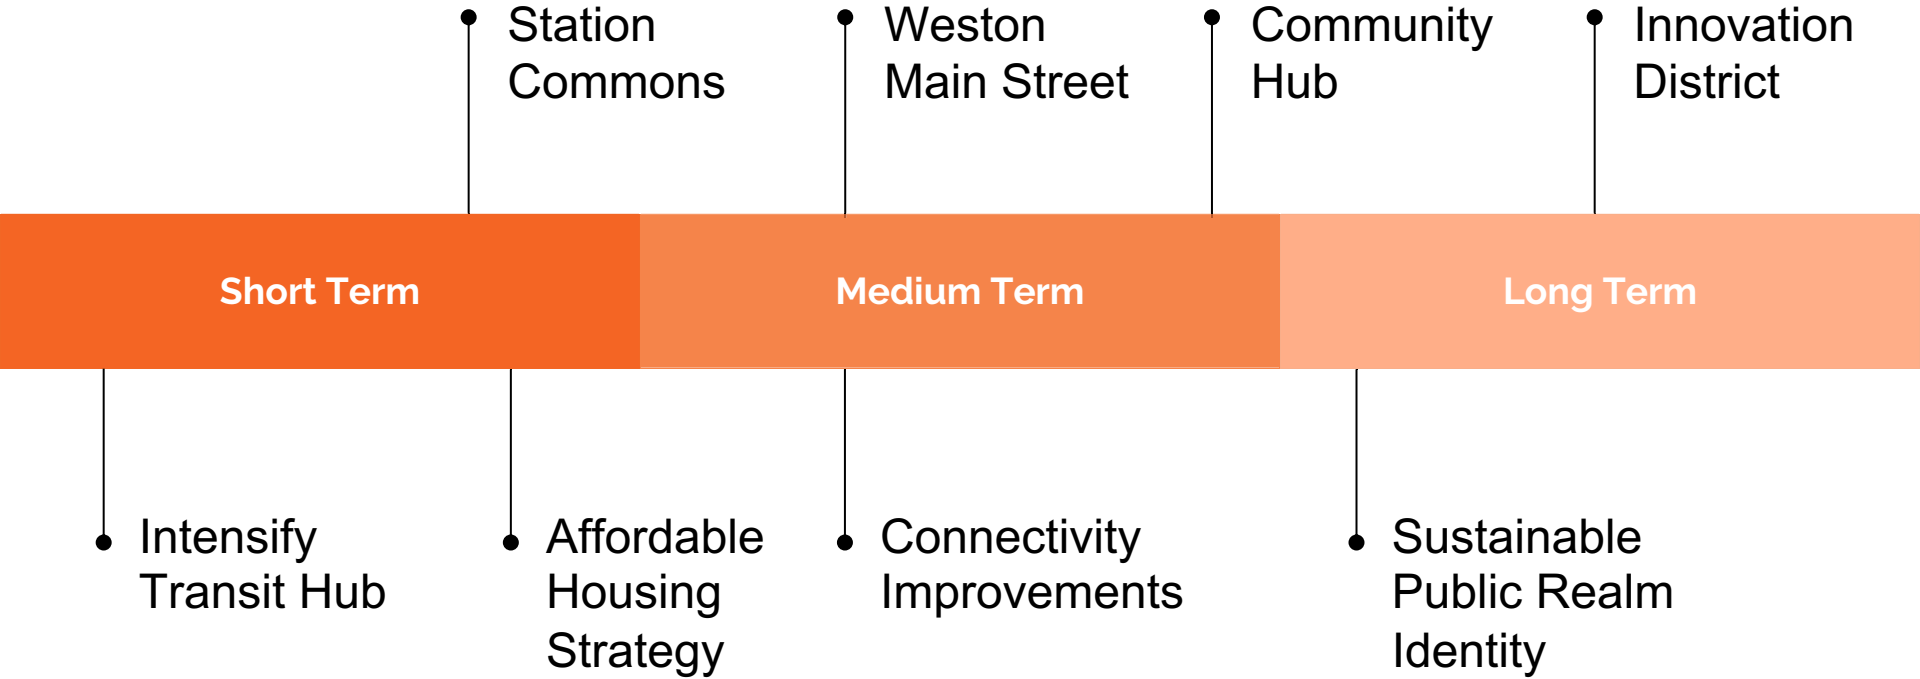 Station
Commons
Weston
Main Street
Community
Hub
Innovation
District
Short Term
Medium Term
Long Term
Intensify
Transit Hub
Affordable
Housing
Strategy
Connectivity
Improvements
Sustainable
Public Realm
Identity